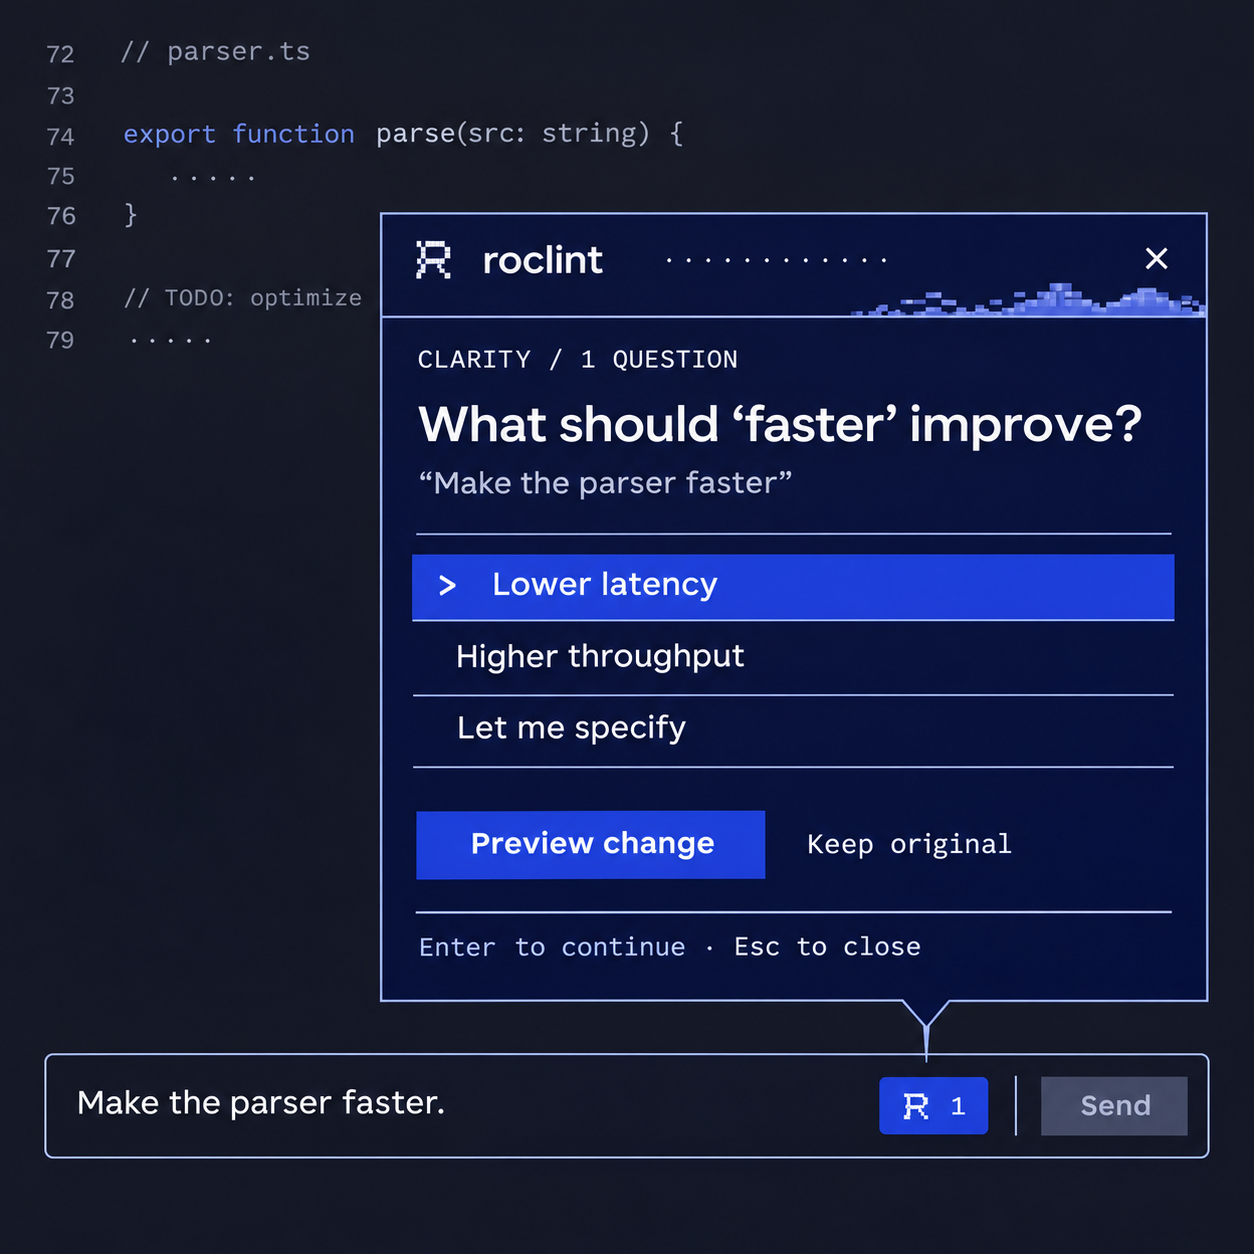 72 // parser.ts
73
74 export function parse(src: string) {
75 .....
76 }
77
78 // TODO: optimize
79 .....
roclint ............ ×
CLARITY / 1 QUESTION
What should ‘faster’ improve?
“Make the parser faster”
> Lower latency
Higher throughput
Let me specify
Preview change Keep original
Enter to continue · Esc to close
Make the parser faster. R 1 Send